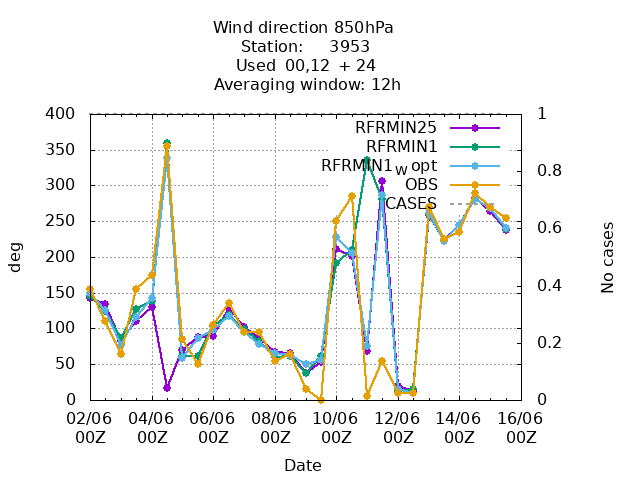 Wind direction 850hPa
Station: 3953
Used 00,12 + 24
Averaging window: 12h
400
350
300
250
200
150
100
50
0
deg
1
0.8
0.6
0.4
0.2
0
No cases
RFRMIN25
RFRMIN1
RFRMIN1w opt
OBS
CASES
02/06 04/06 06/06 08/06 10/06 12/06 14/06 16/06
00Z 00Z 00Z 00Z 00Z 00Z 00Z 00Z
Date